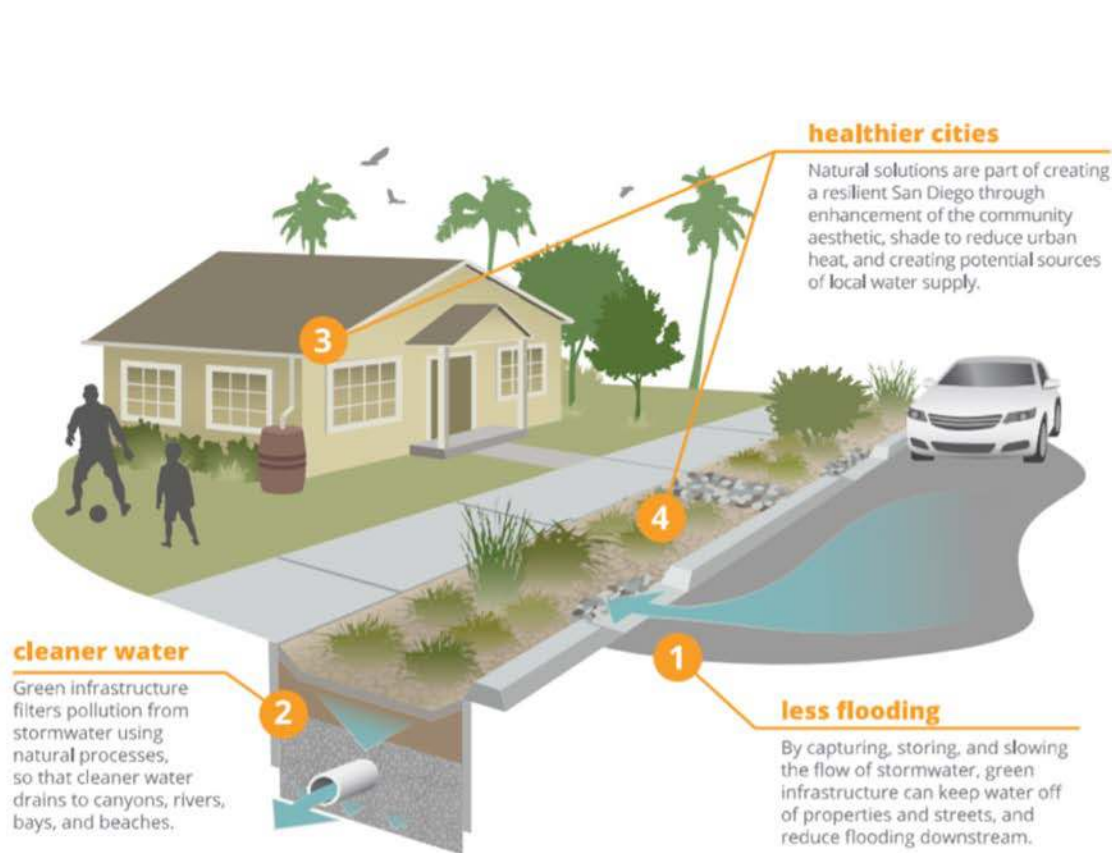 healthier cities
Natural solutions are part of creating
a resilient San Diego through
enhancement of the community
aesthetic, shade to reduce urban
heat, and creating potential sources
of local water supply.
3
4
1
less flooding
By capturing, storing, and slowing
the flow of stormwater, green
infrastructure can keep water off
of properties and streets, and
reduce flooding downstream.
cleaner water
2
Green infrastructure
filters pollution from
stormwater using
natural processes,
so that cleaner water
drains to canyons, rivers,
bays, and beaches.